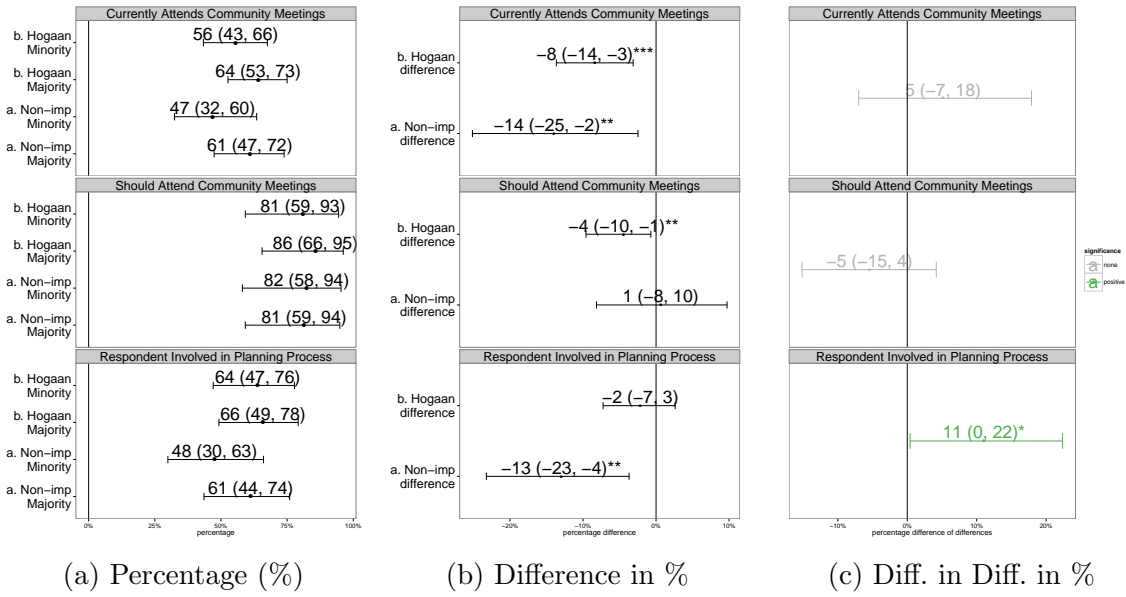 Currently Attends Community Meetings
b. Hogaan
Minority
56 (43, 66)
b. Hogaan
Majority
64 (53, 73)
a. Non−imp
Minority
47 (32, 60)
a. Non−imp
Majority
61 (47, 72)
Should Attend Community Meetings
b. Hogaan
Minority
81 (59, 93)
b. Hogaan
Majority
86 (66, 95)
a. Non−imp
Minority
82 (58, 94)
a. Non−imp
Majority
81 (59, 94)
Respondent Involved in Planning Process
b. Hogaan
Minority
64 (47, 76)
b. Hogaan
Majority
66 (49, 78)
a. Non−imp
Minority
48 (30, 63)
a. Non−imp
Majority
61 (44, 74)
0% 25% 50% 75% 100%
percentage
(a) Percentage (%)
Currently Attends Community Meetings
b. Hogaan
difference
−8 (−14, −3)***
a. Non−imp
difference
−14 (−25, −2)**
Should Attend Community Meetings
b. Hogaan
difference
−4 (−10, −1)**
a. Non−imp
difference
1 (−8, 10)
Respondent Involved in Planning Process
b. Hogaan
difference
−2 (−7, 3)
a. Non−imp
difference
−13 (−23, −4)**
−20% −10% 0% 10%
percentage difference
(b) Difference in %
Currently Attends Community Meetings
5 (−7, 18)
Should Attend Community Meetings
−5 (−15, 4)
Respondent Involved in Planning Process
11 (0, 22)*
−10% 0% 10% 20%
percentage difference of differences
(c) Diff. in Diff. in %
significance
a none
a positive